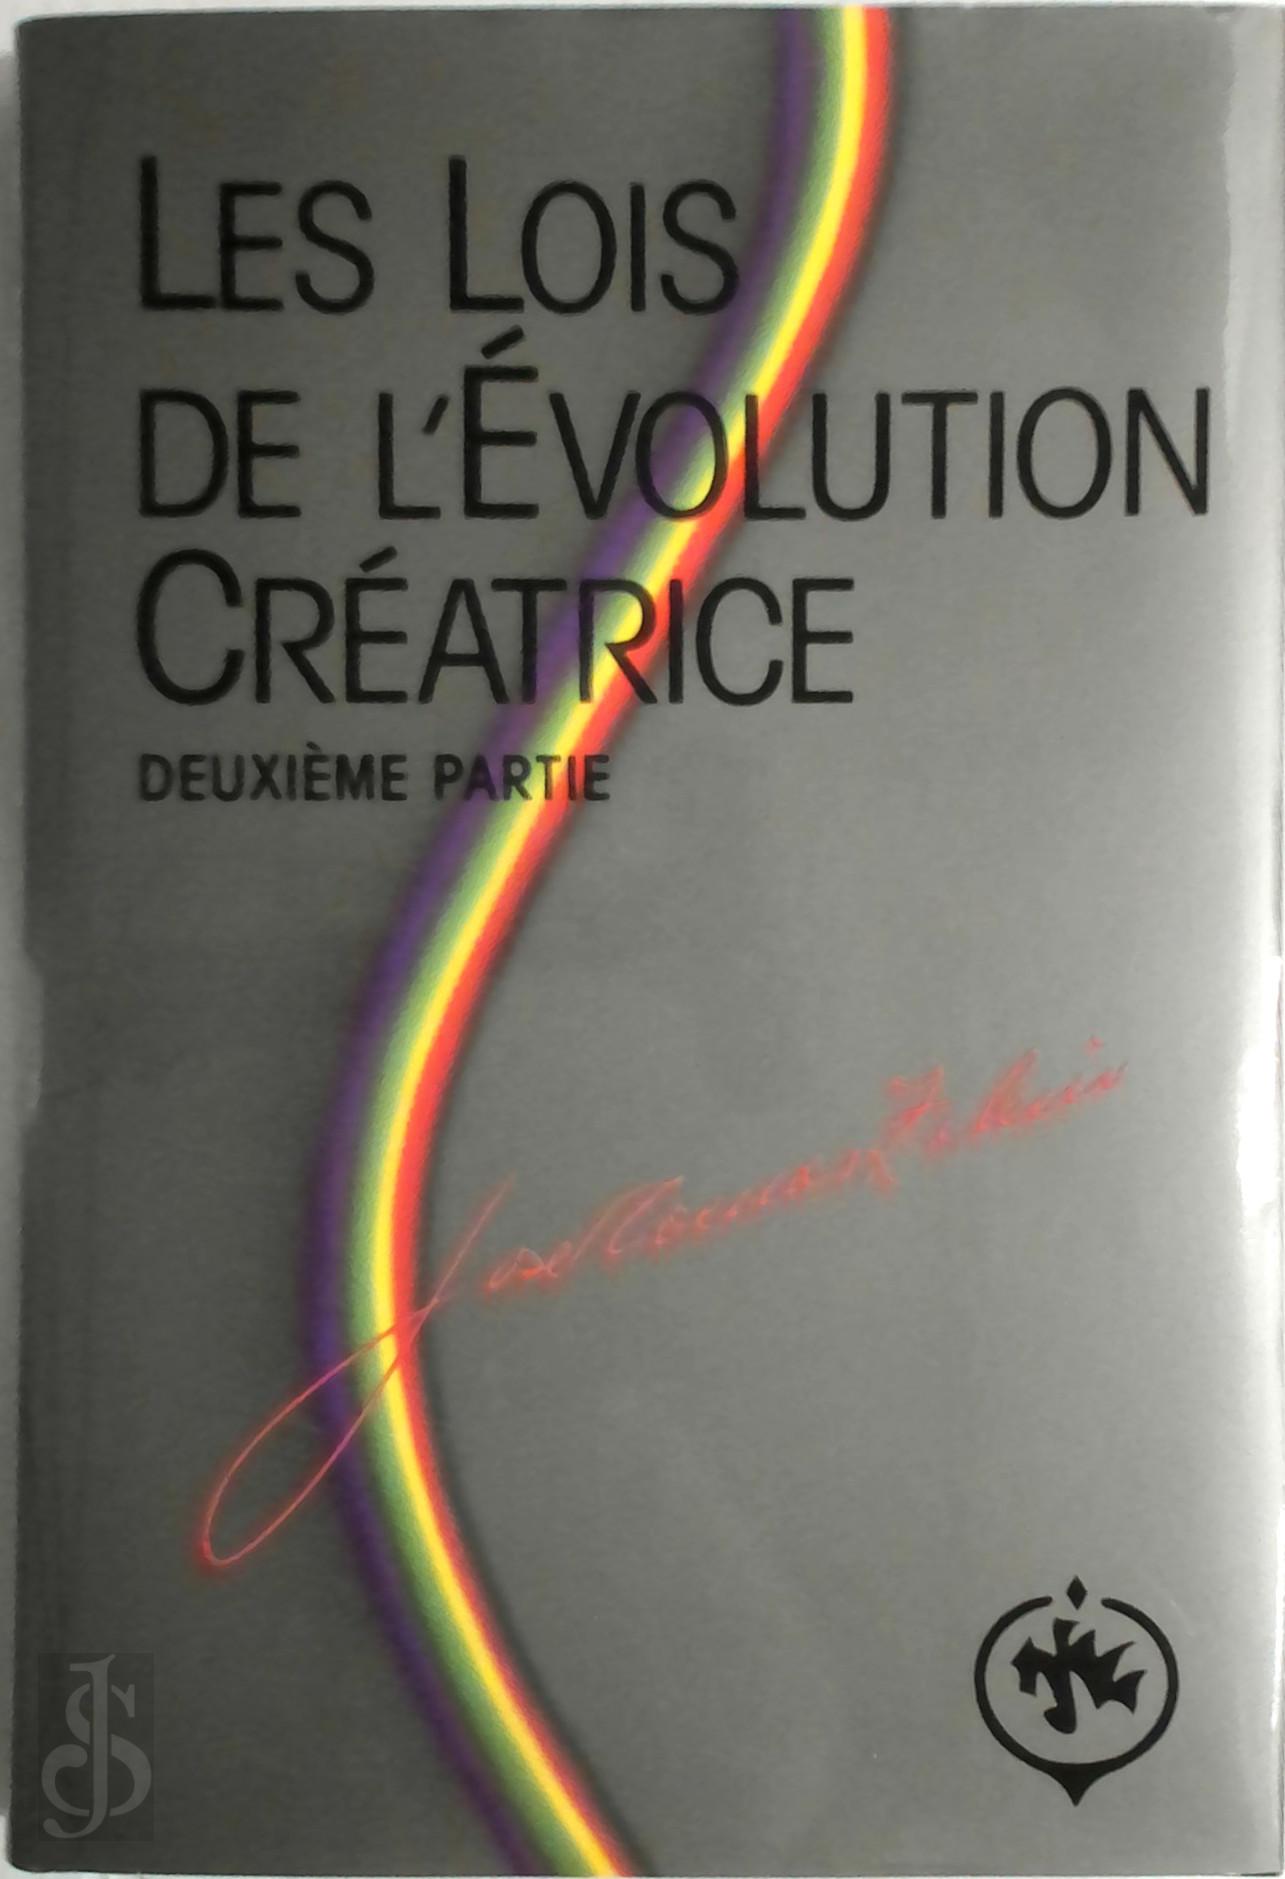 LES LOIS
DE L'ÉVOLUTION
CRÉATRICE
DEUXIÈME PARTIE